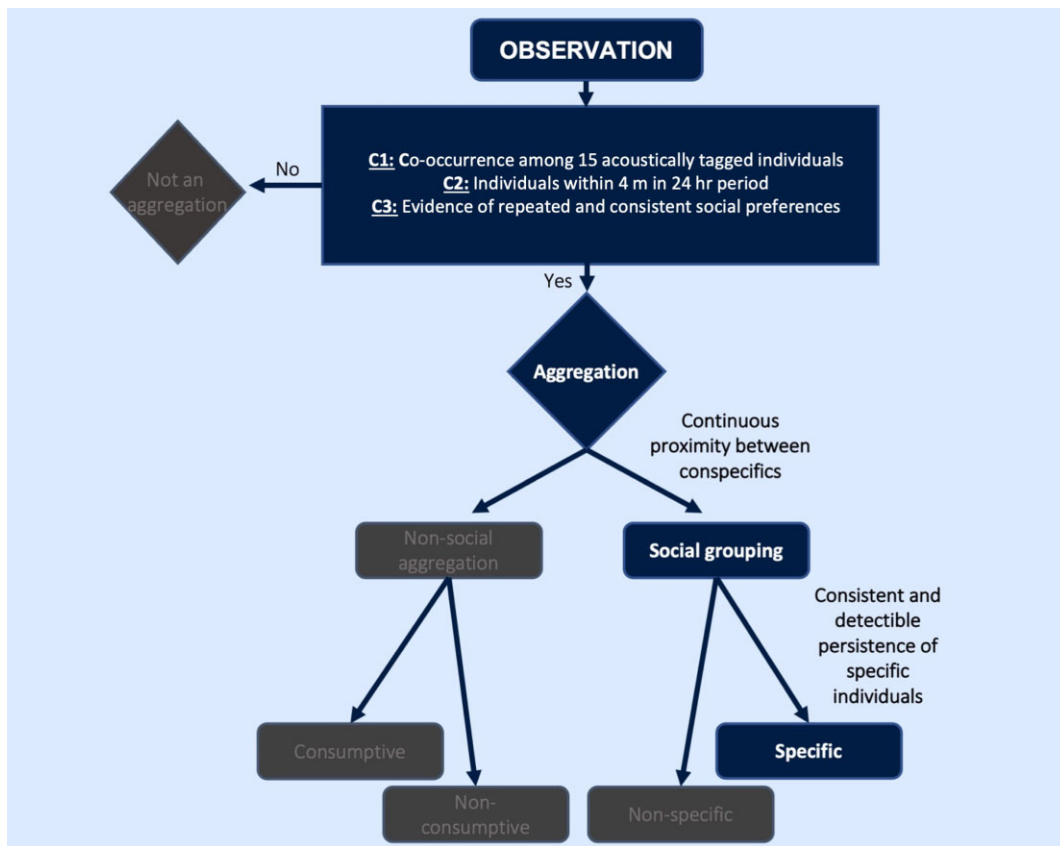 OBSERVATION
C1: Co-occurrence among 15 acoustically tagged individuals
C2: Individuals within 4 m in 24 hr period
C3: Evidence of repeated and consistent social preferences
No
Not an
aggregation
Yes
Aggregation
Continuous
proximity between
conspecifics
Non-social
aggregation
Social grouping
Consistent and
detectible
persistence of
specific
individuals
Consumptive
Specific
Non-
consumptive
Non-specific